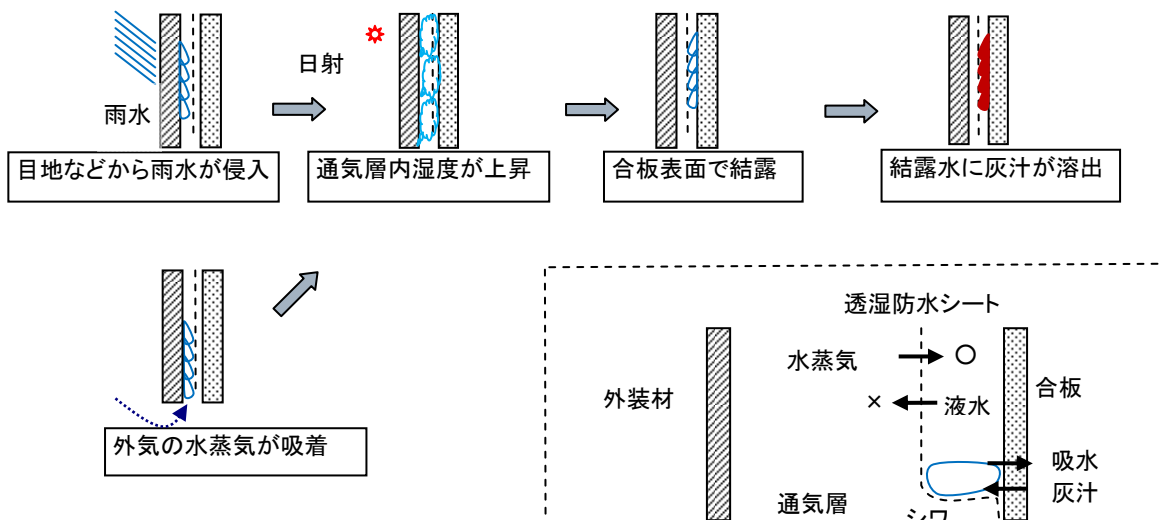 雨水
日射
目地などから雨水が侵入
通気層内湿度が上昇
合板表面で結露
結露水に灰汁が溶出
外気の水蒸気が吸着
透湿防水シート
水蒸気
○
外装材
×
液水
合板
吸水
灰汁
通気層
シワ